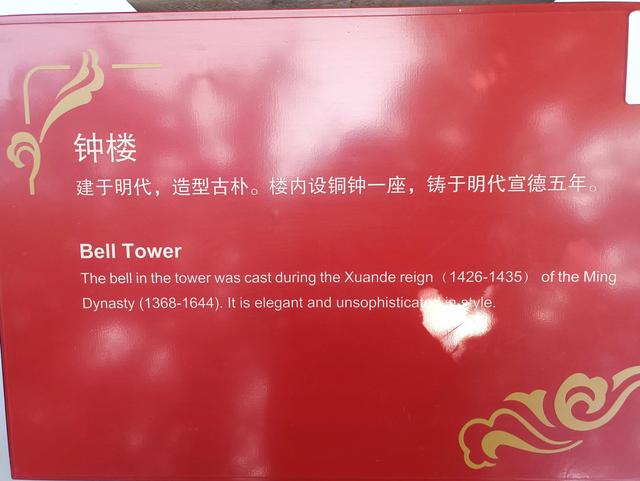 钟楼
建于明代，造型古朴。楼内设铜钟一座，铸于明代宣德五年。
Bell Tower
The bell in the tower was cast during the Xuande reign（1426-1435） of the Ming
Dynasty (1368-1644). It is elegant and unsophisticated in style.